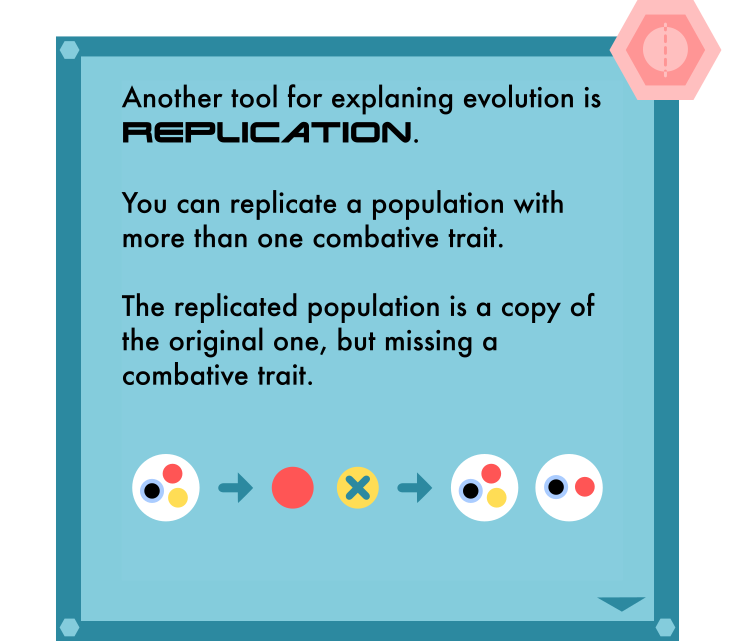 Another tool for explaning evolution is
REPLICATION.
You can replicate a population with
more than one combative trait.
The replicated population is a copy of
the original one, but missing a
combative trait.